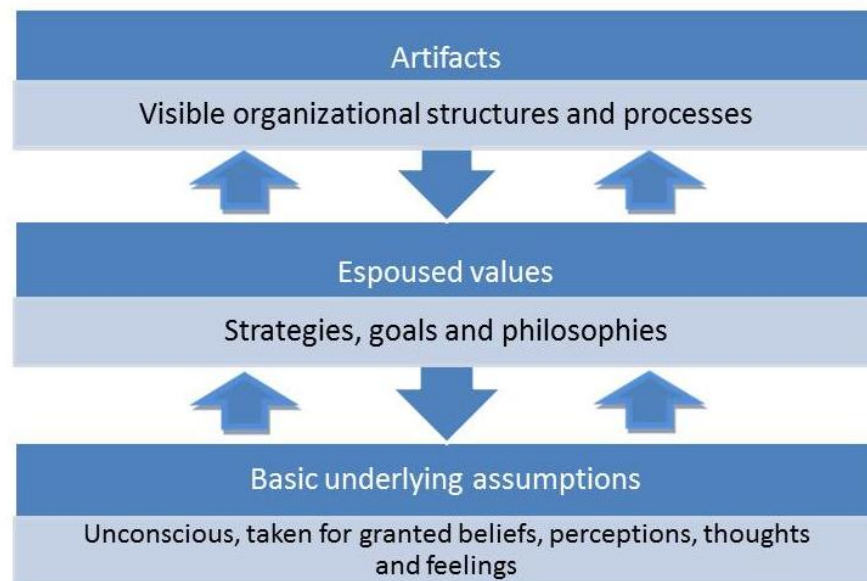 Artifacts
Visible organizational structures and processes
Espoused values
Strategies, goals and philosophies
Basic underlying assumptions
Unconscious, taken for granted beliefs, perceptions, thoughts
and feelings